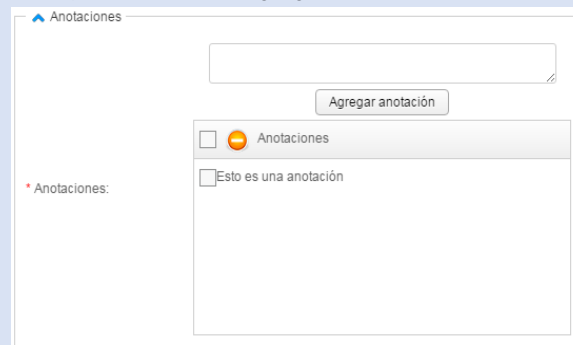 Anotaciones
Agregar anotación
Anotaciones
Esto es una anotación
* Anotaciones: